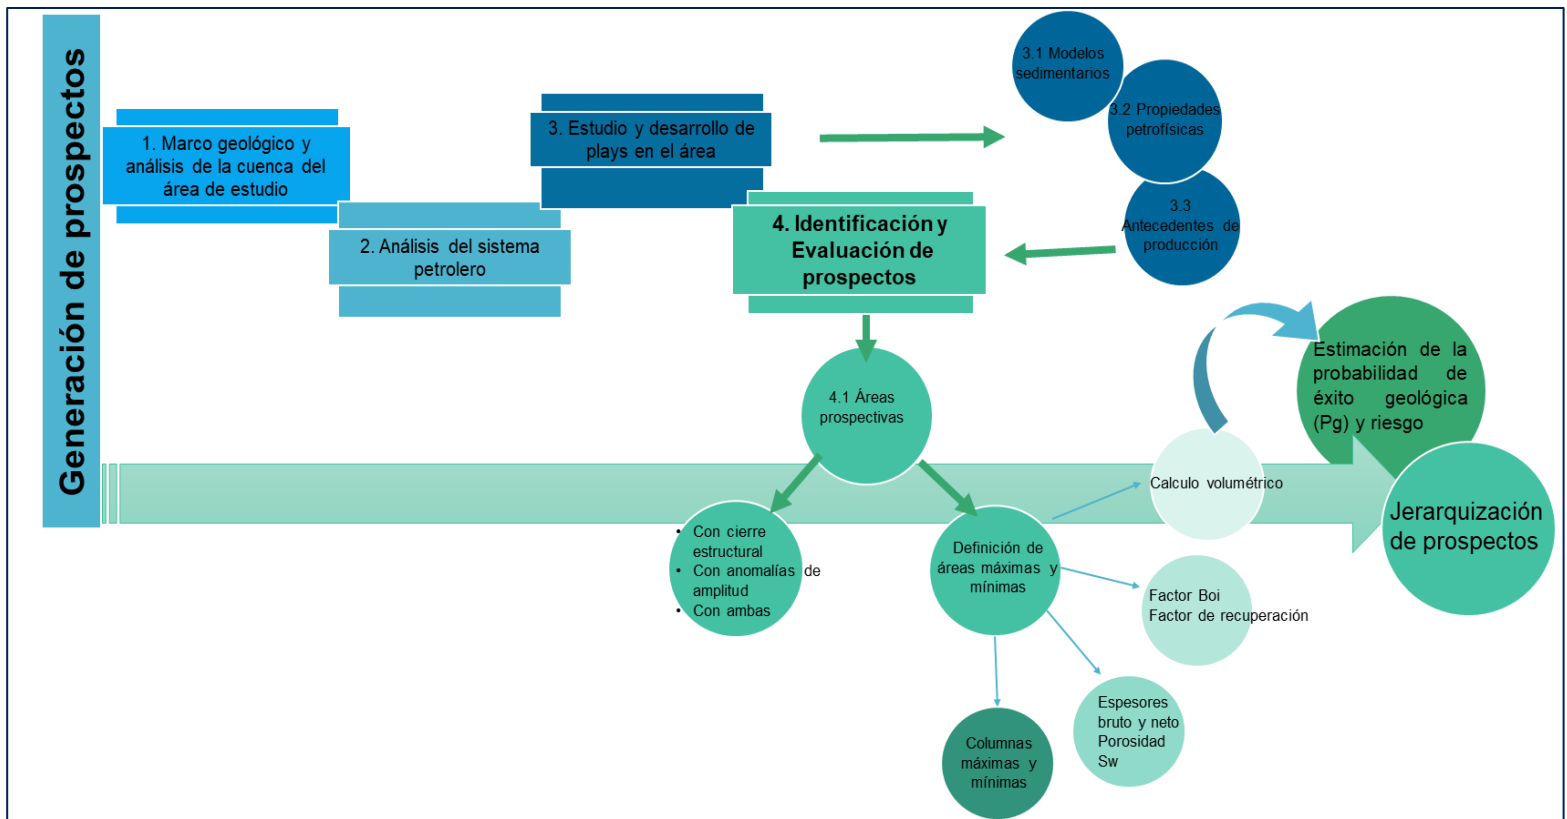 Generación de prospectos
1. Marco geológico y
análisis de la cuenca del
área de estudio
2. Análisis del sistema
petrolero
3. Estudio y desarrollo de
plays en el área
3.1 Modelos
sedimentarios
3.2 Propiedades
petrofísicas
3.3
Antecedentes de
producción
4. Identificación y
Evaluación de
prospectos
4.1 Áreas
prospectivas
• Con cierre
estructural
• Con anomalías de
amplitud
• Con ambas
Definición de
áreas máximas y
mínimas
Calculo volumétrico
Factor Boi
Factor de recuperación
Espesores
bruto y neto
Porosidad
Sw
Columnas
máximas y
mínimas
Estimación de la
probabilidad de
éxito geológica
(Pg) y riesgo
Jerarquización
de prospectos